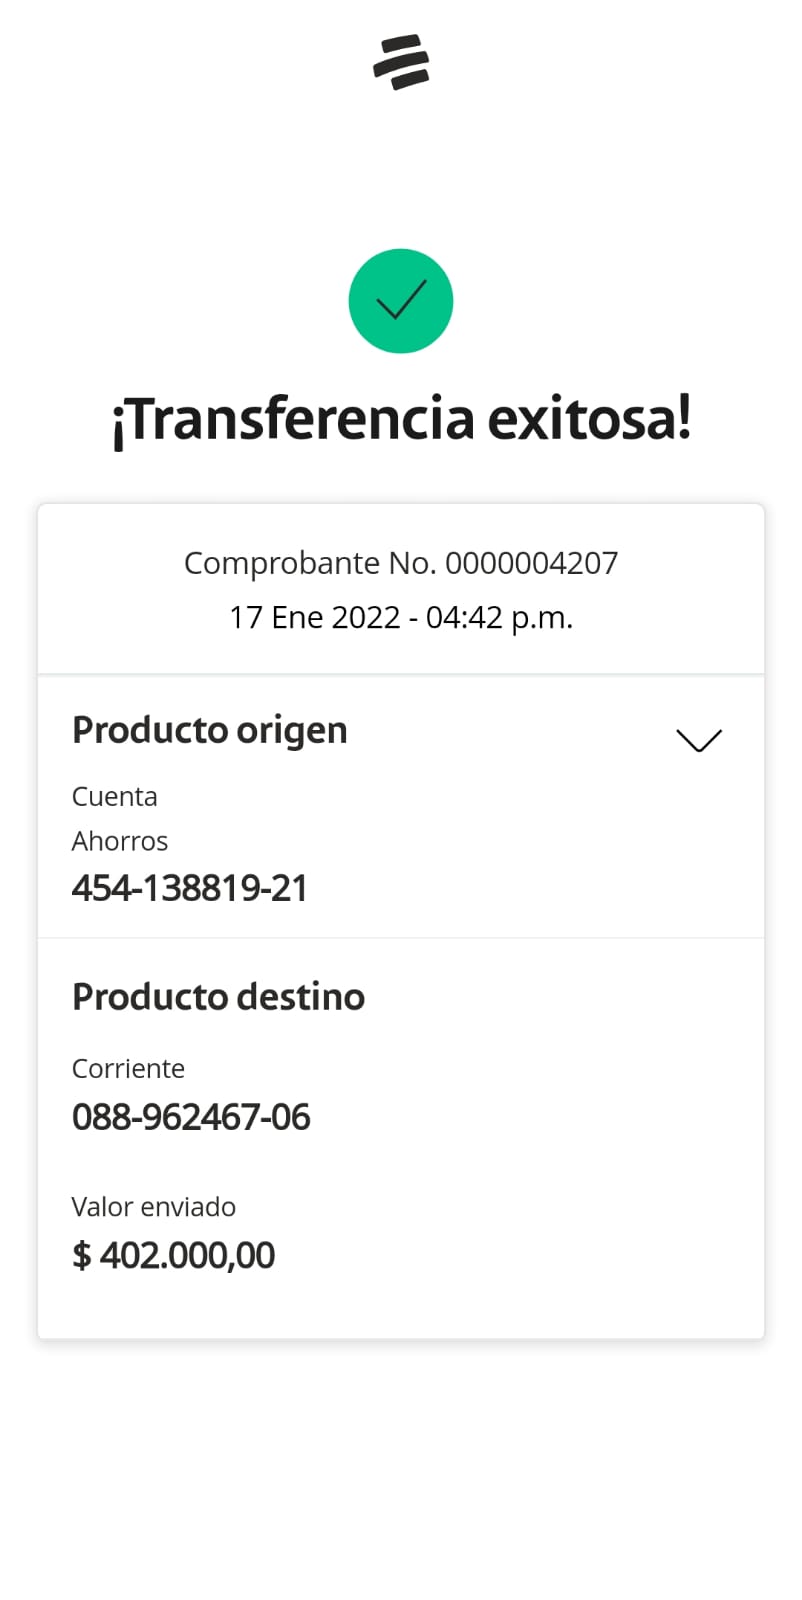 ¡Transferencia exitosa!
Comprobante No. 0000004207
17 Ene 2022 - 04:42 p.m.
Producto origen
Cuenta
Ahorros
454-138819-21
Producto destino
Corriente
088-962467-06
Valor enviado
$ 402.000,00